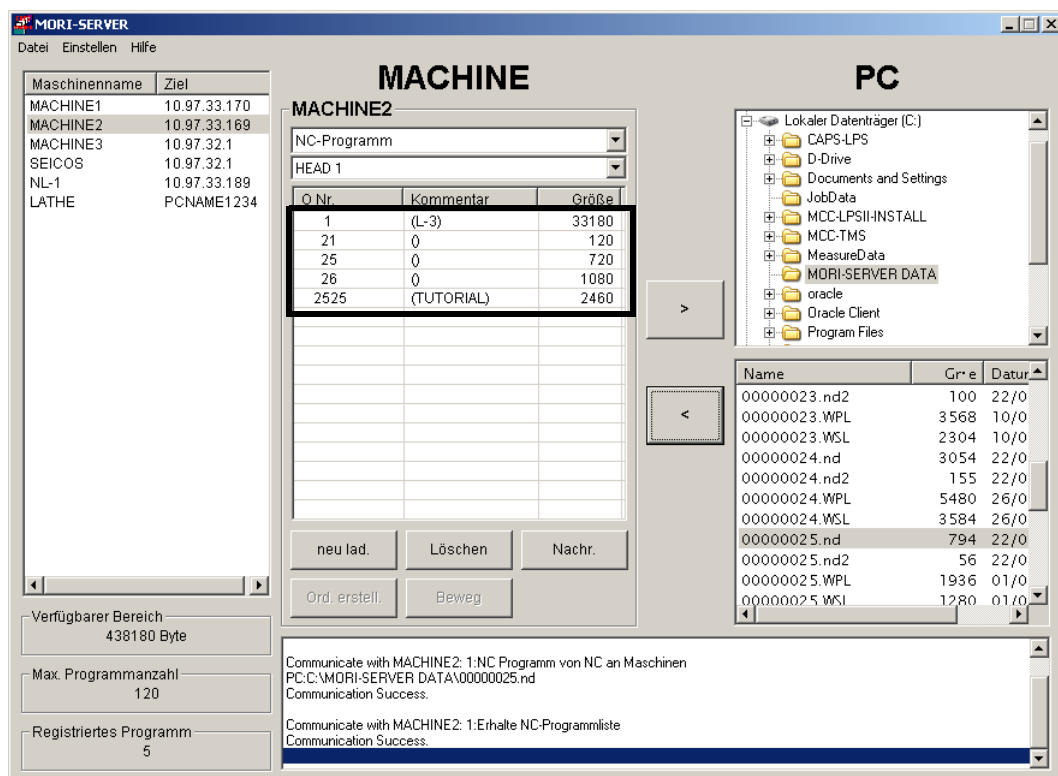 MORI-SERVER
Datei Einstellen Hilfe
Maschinenname Ziel
MACHINE1 10.97.33.170
MACHINE2 10.97.33.169
MACHINE3 10.97.32.1
SEICOS 10.97.32.1
NL-1 10.97.33.189
LATHE PCNAME1234
Verfügbarer Bereich
438180 Byte
Max. Programmanzahl
120
Registriertes Programm
5
MACHINE
MACHINE2
NC-Programm
HEAD 1
O Nr. Kommentar Größe
1 (L-3) 33180
21 () 120
25 () 720
26 () 1080
2525 (TUTORIAL) 2460
neu lad. Löschen Nachr.
Ord. erstell. Beweg
>
<
PC
Lokaler Datenträger (C:)
CAPS-LPS
D-Drive
Documents and Settings
JobData
MCC-LPSII-INSTALL
MCC-TMS
MeasureData
MORI-SERVER DATA
oracle
Oracle Client
Program Files
Name Gr·e Datur
00000023.nd2 100 22/0
00000023.WPL 3568 10/0
00000023.WSL 2304 10/0
00000024.nd 3054 22/0
00000024.nd2 155 22/0
00000024.WPL 5480 26/0
00000024.WSL 3584 26/0
00000025.nd 794 22/0
00000025.nd2 56 22/0
00000025.WPL 1936 01/0
00000025.WSL 1280 01/0
Communicate with MACHINE2: 1:NC Programm von NC an Maschinen
PC:C:\MORI-SERVER DATA\00000025.nd
Communication Success.
Communicate with MACHINE2: 1:Erhalte NC-Programmliste
Communication Success.